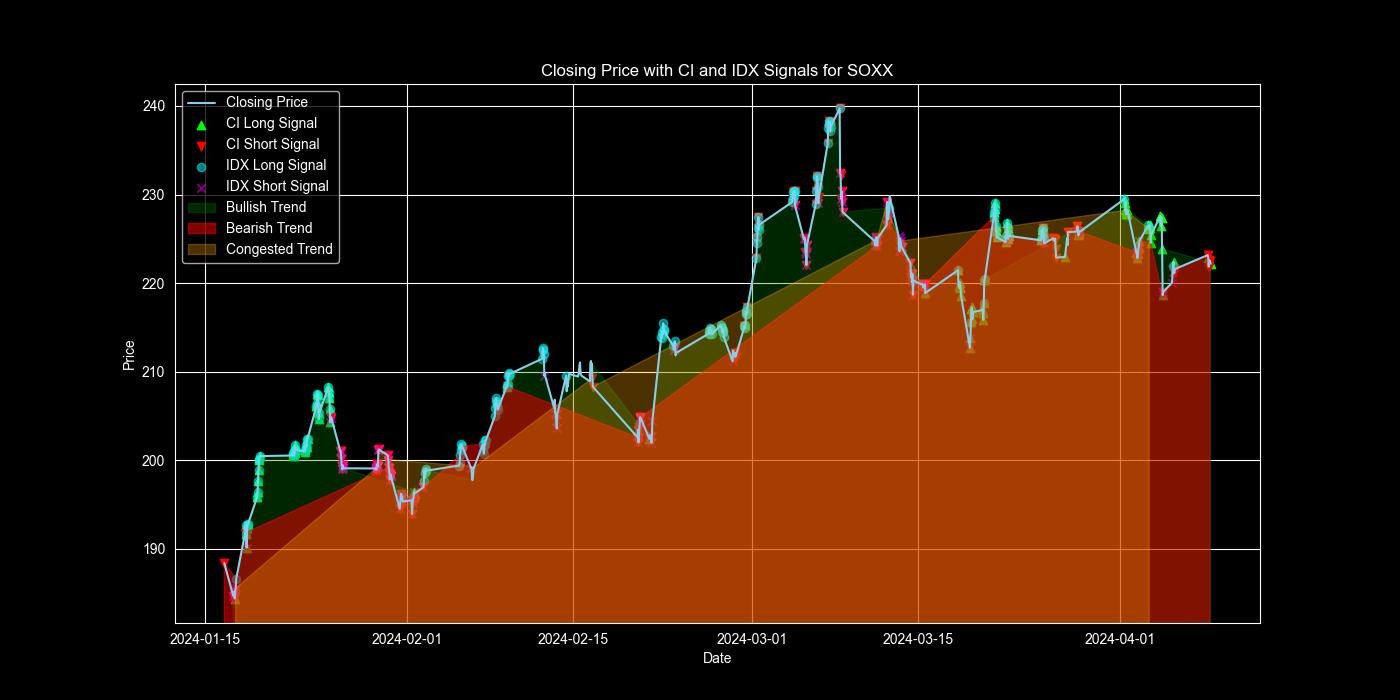 Closing Price with CI and IDX Signals for SOXX
Closing Price
CI Long Signal
CI Short Signal
IDX Long Signal
IDX Short Signal
Bullish Trend
Bearish Trend
Congested Trend
240
230
220
210
200
190
Price
2024-01-15 2024-02-01 2024-02-15 2024-03-01 2024-03-15 2024-04-01
Date